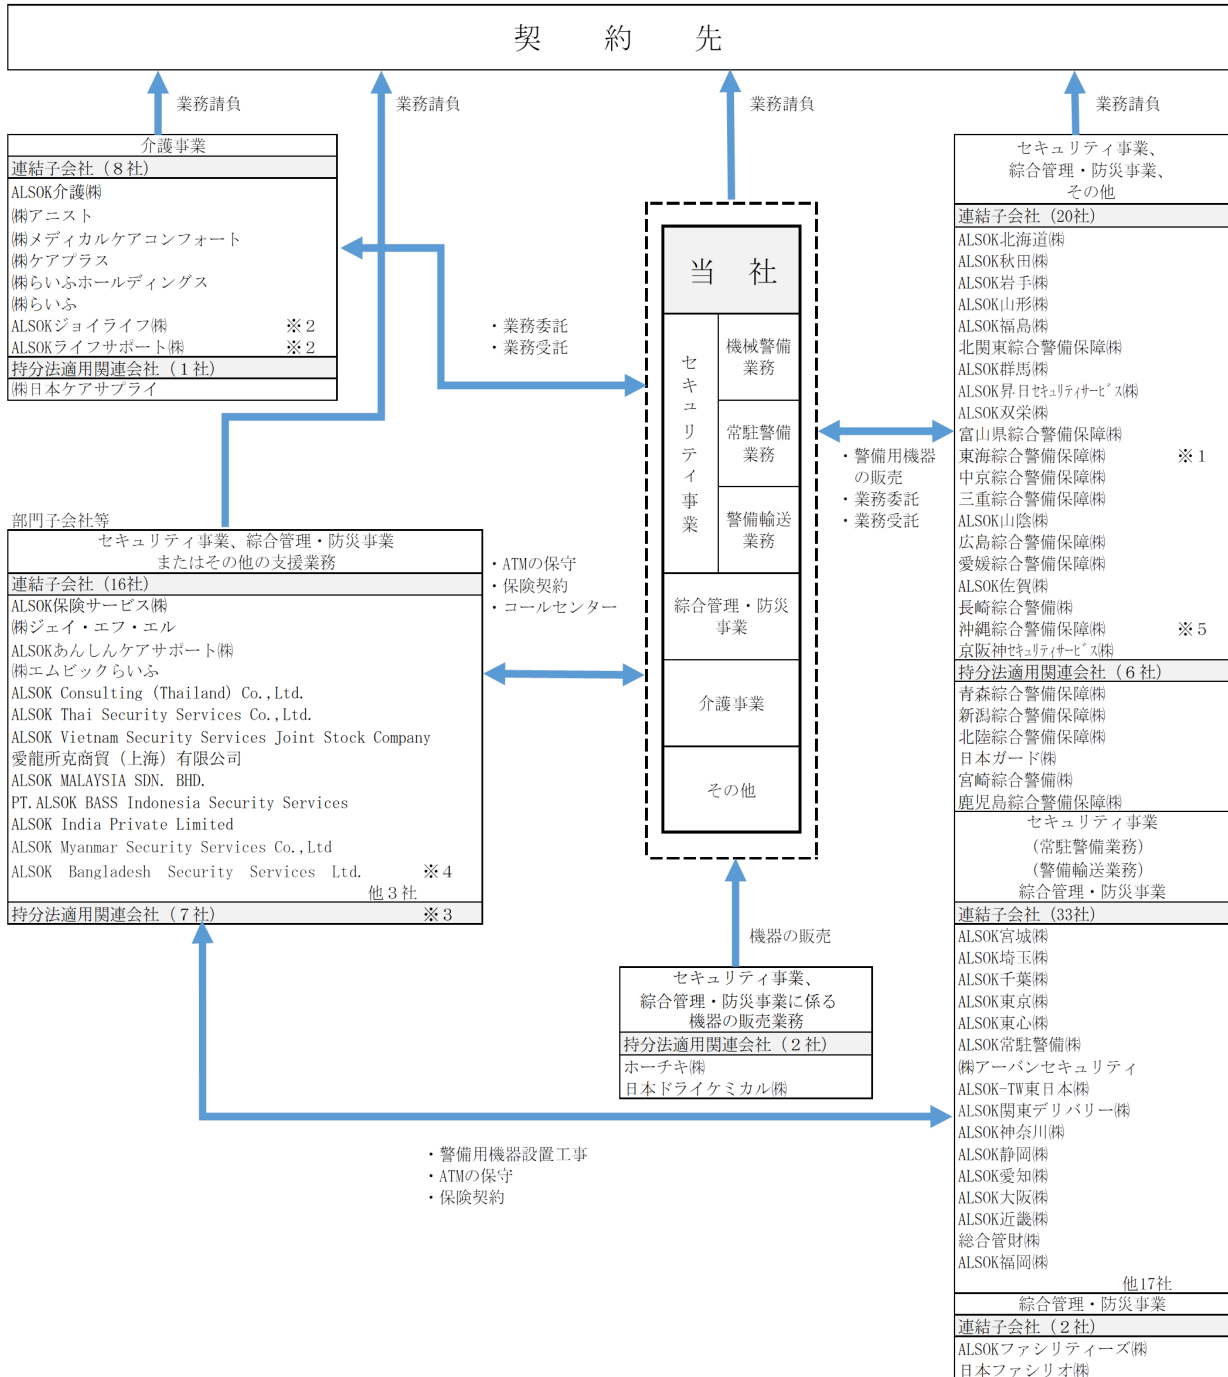 契約先
業務請負
業務請負
業務請負
業務請負
介護事業
連結子会社（８社）
ALSOK介護㈱
㈱アニスト
㈱メディカルケアコンフォート
㈱ケアプラス
㈱らいふホールディングス
㈱らいふ
ALSOKジョイライフ㈱ ※２
ALSOKライフサポート㈱ ※２
持分法適用関連会社（１社）
㈱日本ケアサプライ
・業務委託
・業務受託
部門子会社等
セキュリティ事業、綜合管理・防災事業
またはその他の支援業務
連結子会社（16社）
ALSOK保険サービス㈱
㈱ジェイ・エフ・エル
ALSOKあんしんケアサポート㈱
㈱エムビックらいふ
ALSOK Consulting (Thailand) Co.,Ltd.
ALSOK Thai Security Services Co.,Ltd.
ALSOK Vietnam Security Services Joint Stock Company
愛龍所克商貿（上海）有限公司
ALSOK MALAYSIA SDN. BHD.
PT.ALSOK BASS Indonesia Security Services
ALSOK India Private Limited
ALSOK Myanmar Security Services Co.,Ltd
ALSOK Bangladesh Security Services Ltd. ※４
他３社
持分法適用関連会社（７社） ※３
・ATMの保守
・保険契約
・コールセンター
当社
セキュリティ事業
機械警備
業務
常駐警備
業務
警備輸送
業務
綜合管理・防災
事業
介護事業
その他
・警備用機器
の販売
・業務委託
・業務受託
機器の販売
セキュリティ事業、
綜合管理・防災事業に係る
機器の販売業務
持分法適用関連会社（２社）
ホーチキ㈱
日本ドライケミカル㈱
・警備用機器設置工事
・ATMの保守
・保険契約
セキュリティ事業、
綜合管理・防災事業、
その他
連結子会社（20社）
ALSOK北海道㈱
ALSOK秋田㈱
ALSOK岩手㈱
ALSOK山形㈱
ALSOK福島㈱
北関東綜合警備保障㈱
ALSOK群馬㈱
ALSOK昇日ｾｷｭﾘﾃｨｻｰﾋﾞｽ㈱
ALSOK双栄㈱
富山県綜合警備保障㈱
東海綜合警備保障㈱ ※１
中京綜合警備保障㈱
三重綜合警備保障㈱
ALSOK山陰㈱
広島綜合警備保障㈱
愛媛綜合警備保障㈱
ALSOK佐賀㈱
長崎綜合警備㈱
沖縄綜合警備保障㈱ ※５
京阪神ｾｷｭﾘﾃｨｻｰﾋﾞｽ㈱
持分法適用関連会社（６社）
青森綜合警備保障㈱
新潟綜合警備保障㈱
北陸綜合警備保障㈱
日本ガード㈱
宮崎綜合警備㈱
鹿児島綜合警備保障㈱
セキュリティ事業
（常駐警備業務）
（警備輸送業務）
綜合管理・防災事業
連結子会社（33社）
ALSOK宮城㈱
ALSOK埼玉㈱
ALSOK千葉㈱
ALSOK東京㈱
ALSOK東心㈱
ALSOK常駐警備㈱
㈱アーバンセキュリティ
ALSOK-TW東日本㈱
ALSOK関東デリバリー㈱
ALSOK神奈川㈱
ALSOK静岡㈱
ALSOK愛知㈱
ALSOK大阪㈱
ALSOK近畿㈱
総合管財㈱
ALSOK福岡㈱
他17社
綜合管理・防災事業
連結子会社（２社）
ALSOKファシリティーズ㈱
日本ファシリオ㈱